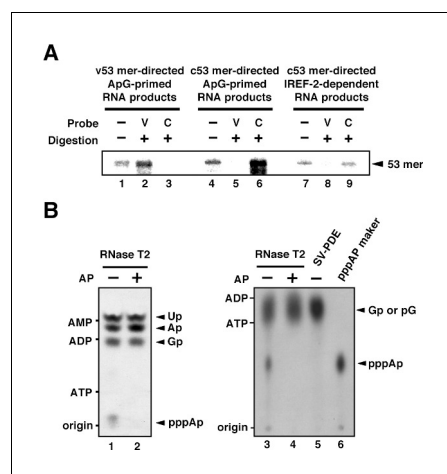 A
v53 mer-directed c53 mer-directed c53 mer-directed
ApG-primed ApG-primed IREF-2-dependent
RNA products RNA products RNA products
Probe – V C – V C – V C
Digestion – + + – + + – + +
53 mer
1 2 3 4 5 6 7 8 9
B
RNase T2
AP – +
AMP
ADP
ATP
origin
Up
Ap
Gp
pppAp
1 2
RNase T2
SV-PDE
pppAP maker
AP – + –
ADP
ATP
origin
Gp or pG
pppAp
3 4 5 6